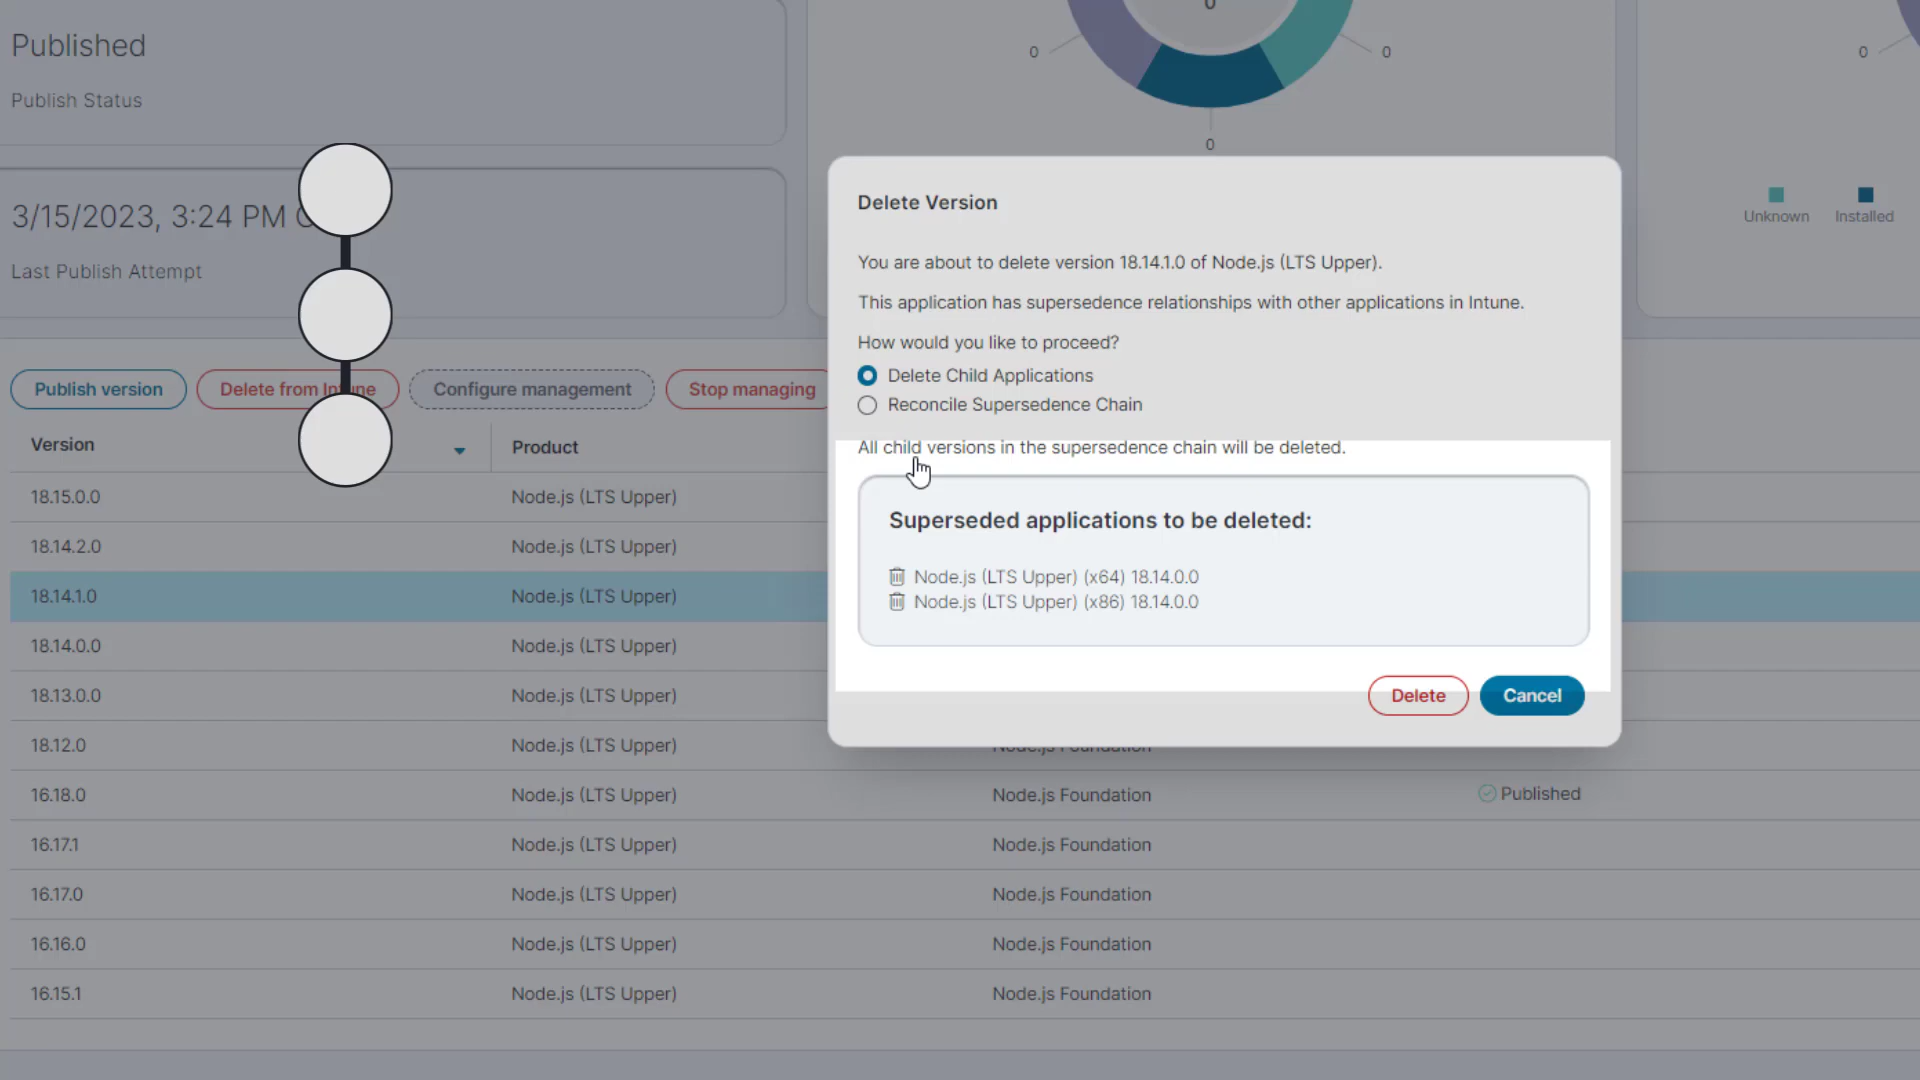 Published
Publish Status
3/15/2023, 3:24 PM
Last Publish Attempt
0
0
0
0
0
Unknown
Installed
Publish version
Delete from Intune
Configure management
Stop managing
Version
Product
18.15.0.0
Node.js (LTS Upper)
18.14.2.0
Node.js (LTS Upper)
18.14.1.0
Node.js (LTS Upper)
18.14.0.0
Node.js (LTS Upper)
18.13.0.0
Node.js (LTS Upper)
18.12.0
Node.js (LTS Upper)
Node.js Foundation
16.18.0
Node.js (LTS Upper)
Node.js Foundation
Published
16.17.1
Node.js (LTS Upper)
Node.js Foundation
16.17.0
Node.js (LTS Upper)
Node.js Foundation
16.16.0
Node.js (LTS Upper)
Node.js Foundation
16.15.1
Node.js (LTS Upper)
Node.js Foundation
Delete Version
You are about to delete version 18.14.1.0 of Node.js (LTS Upper).
This application has supersedence relationships with other applications in Intune.
How would you like to proceed?
Delete Child Applications
Reconcile Supersedence Chain
All child versions in the supersedence chain will be deleted.
Superseded applications to be deleted:
Node.js (LTS Upper) (x64) 18.14.0.0
Node.js (LTS Upper) (x86) 18.14.0.0
Delete
Cancel